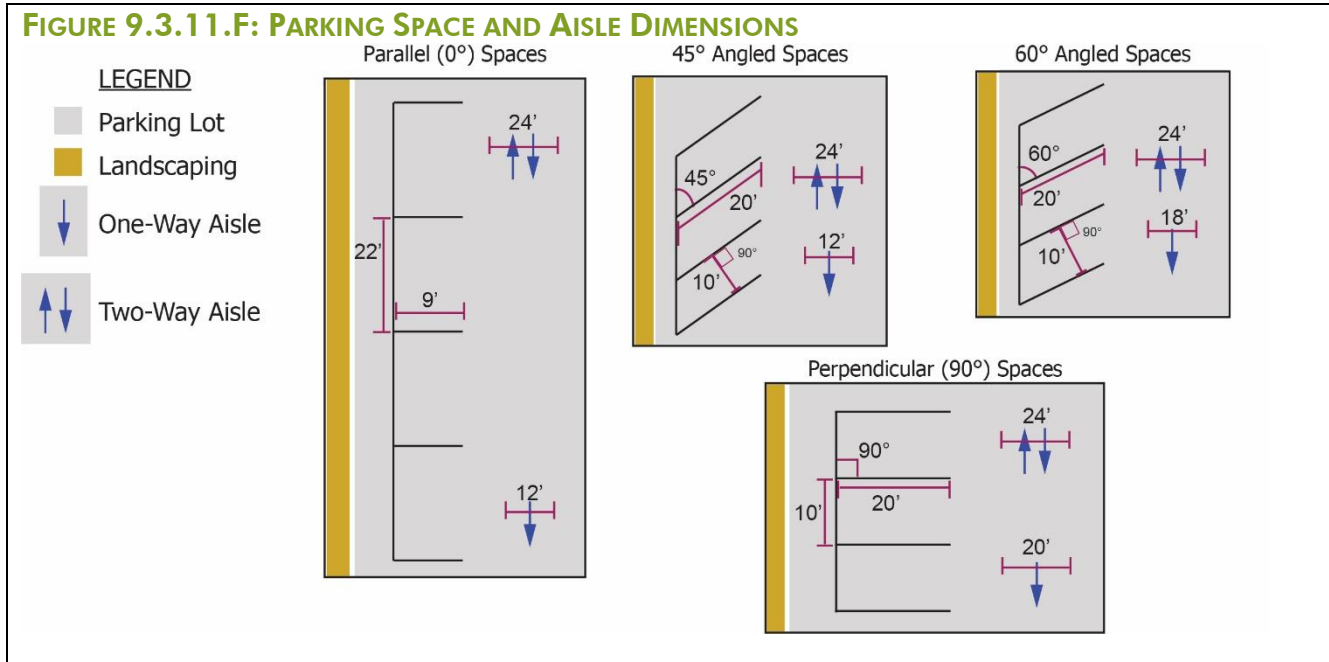 FIGURE 9.3.11.F: PARKING SPACE AND AISLE DIMENSIONS
LEGEND
Parking Lot
Landscaping
One-Way Aisle
Two-Way Aisle
Parallel (0°) Spaces
24’
22’
9’
12’
45° Angled Spaces
45°
20’
90°
10’
24’
12’
60° Angled Spaces
60°
20’
90°
10’
24’
18’
Perpendicular (90°) Spaces
90°
10’
20’
24’
20’